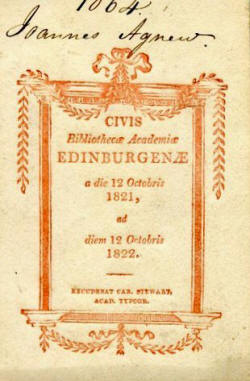 1064.
Joannes Agnew.
CIVIS
Bibliothecæ Academiæ
EDINBURGENÆ
a die 12 Octobris
1821,
ad
diem 12 Octobris
1822.
EXCUDEBAT CAR. STEWART,
ACAD. TYPOGR.